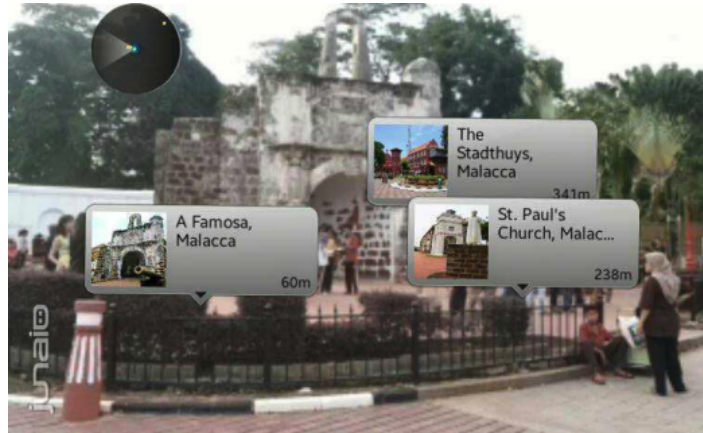 The
Stadthuys,
Malacca
341m
A Famosa,
Malacca
60m
St. Paul's
Church, Malac...
238m
junaio